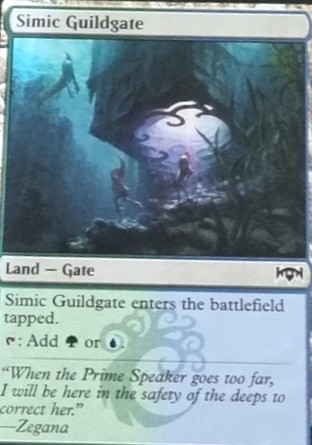 Simic Guildgate
Land — Gate
Simic Guildgate enters the battlefield
tapped.
: Add or .
“When the Prime Speaker goes too far,
I will be here in the safety of the deeps to
correct her.”
—Zegana